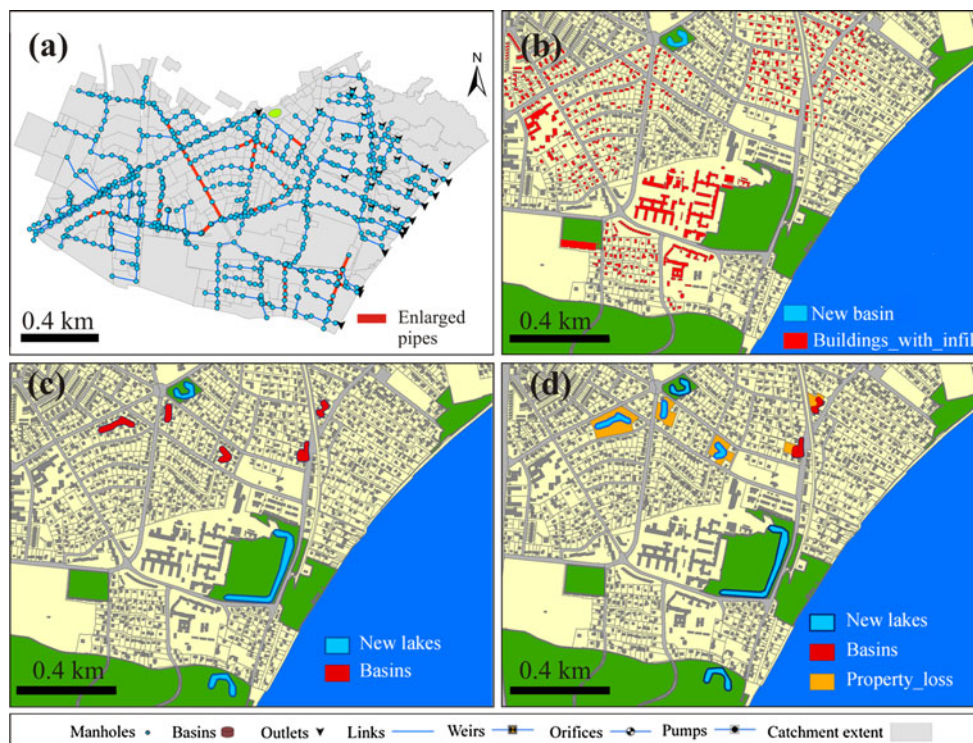 (a)
N
0.4 km
Enlarged
pipes
(b)
0.4 km
New basin
Buildings_with_infil
(c)
0.4 km
New lakes
Basins
(d)
0.4 km
New lakes
Basins
Property_loss
Manholes Basins Outlets Links Weirs Orifices Pumps Catchment extent